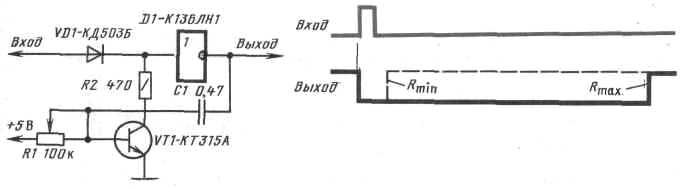 VD1-КД503Б
D1-К136ЛН1
Вход
1
Выход
R2 470
C1 0,47
+5 В
R1 100к
VT1-КТ315А
Вход
Выход
Rmin
Rmax